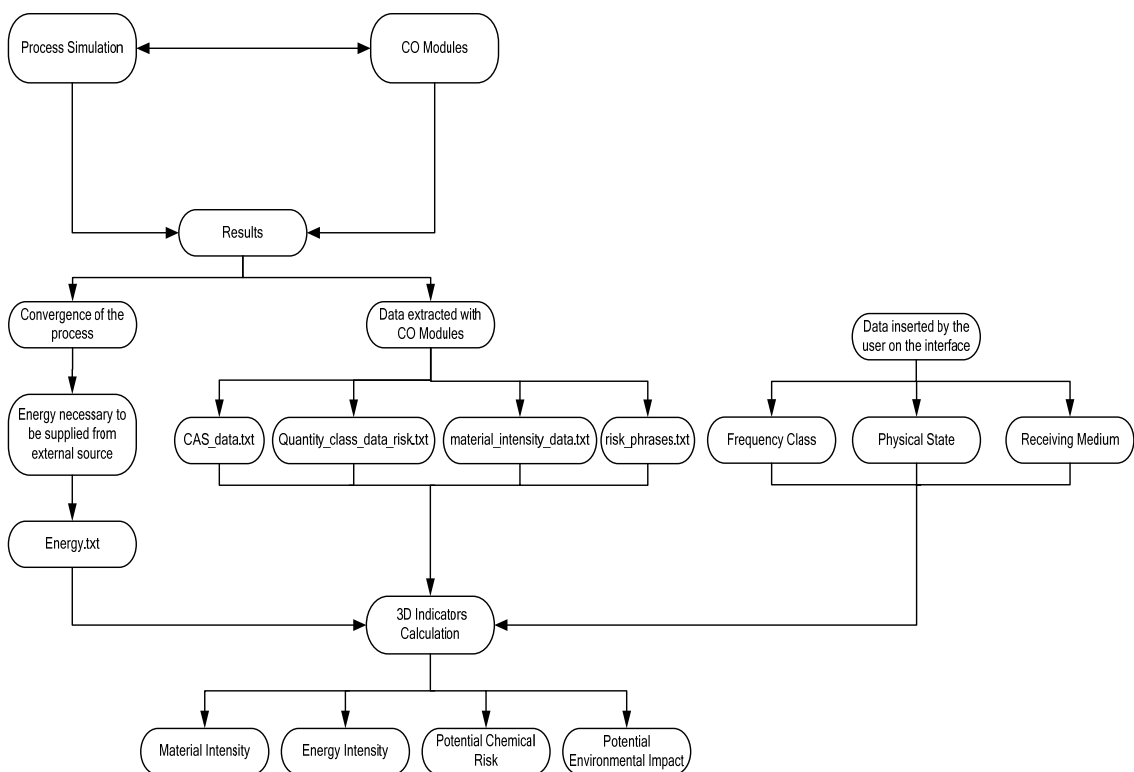 Process Simulation
CO Modules
Results
Convergence of the
process
Data extracted with
CO Modules
Data inserted by the
user on the interface
Energy necessary to
be supplied from
external source
CAS_data.txt
Quantity_class_data_risk.txt
material_intensity_data.txt
risk_phrases.txt
Frequency Class
Physical State
Receiving Medium
Energy.txt
3D Indicators
Calculation
Material Intensity
Energy Intensity
Potential Chemical
Risk
Potential
Environmental Impact